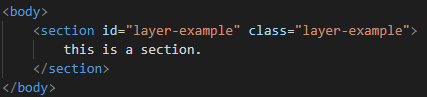 <body>
    <section id="layer-example" class="layer-example">
        this is a section.
    </section>
</body>